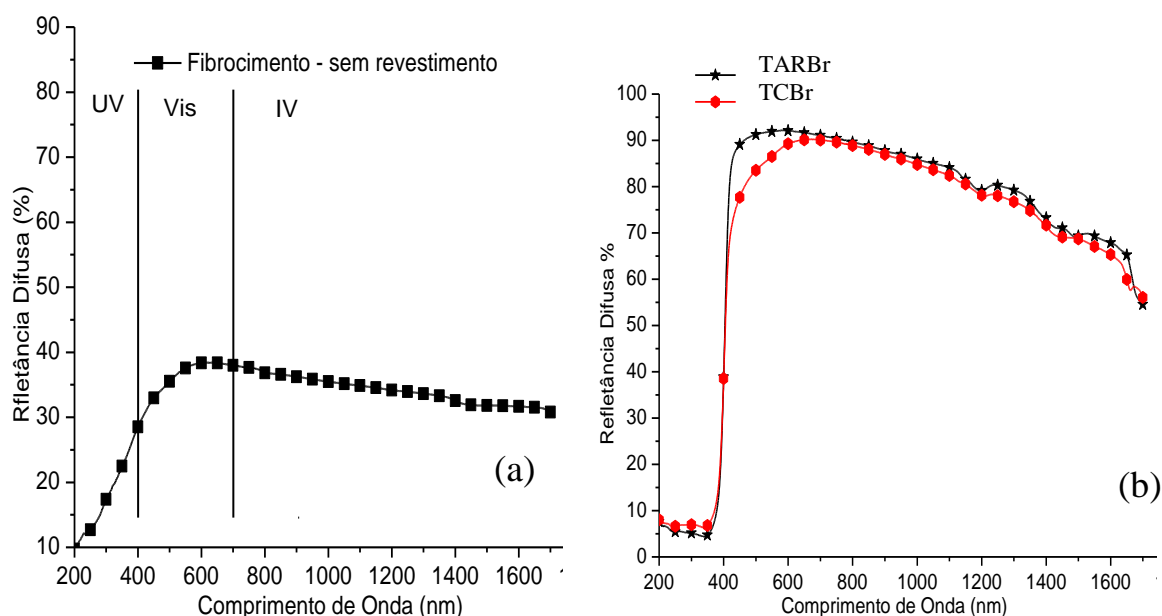 90
80
70
60
50
40
30
20
10
Rfletância Difusa (%)
Fibrocimento - sem revestimento
UV
Vis
IV
(a)
200 400 600 800 1000 1200 1400 1600 1
Comprimento de Onda (nm)
TARBr
TCBr
100
90
80
70
60
50
40
30
20
10
0
Refletância Difusa %
(b)
200 400 600 800 1000 1200 1400 1600 1
Comprimento de Onda (nm)